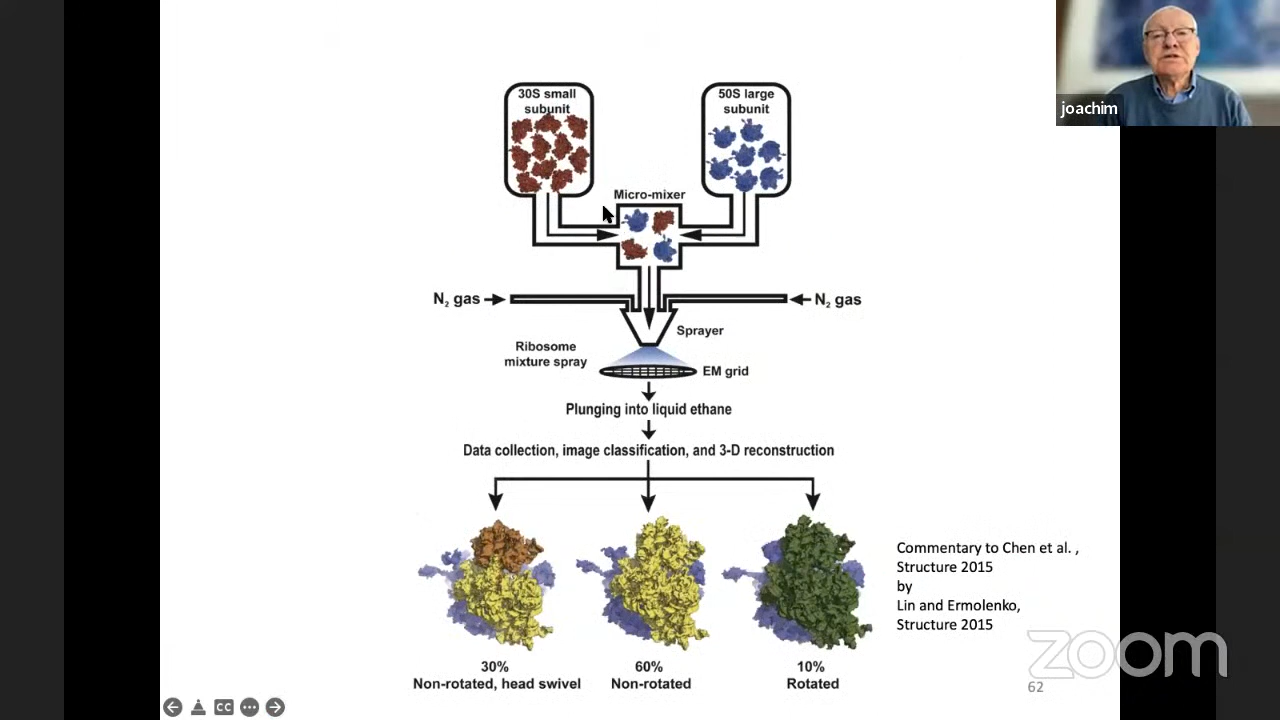 joachim
30S small
subunit
50S large
subunit
Micro-mixer
N₂ gas
N₂ gas
Sprayer
Ribosome
mixture spray
EM grid
Plunging into liquid ethane
Data collection, image classification, and 3-D reconstruction
Commentary to Chen et al. ,
Structure 2015
by
Lin and Ermolenko,
Structure 2015
30%
Non-rotated, head swivel
60%
Non-rotated
10%
Rotated
zoom
62
CC